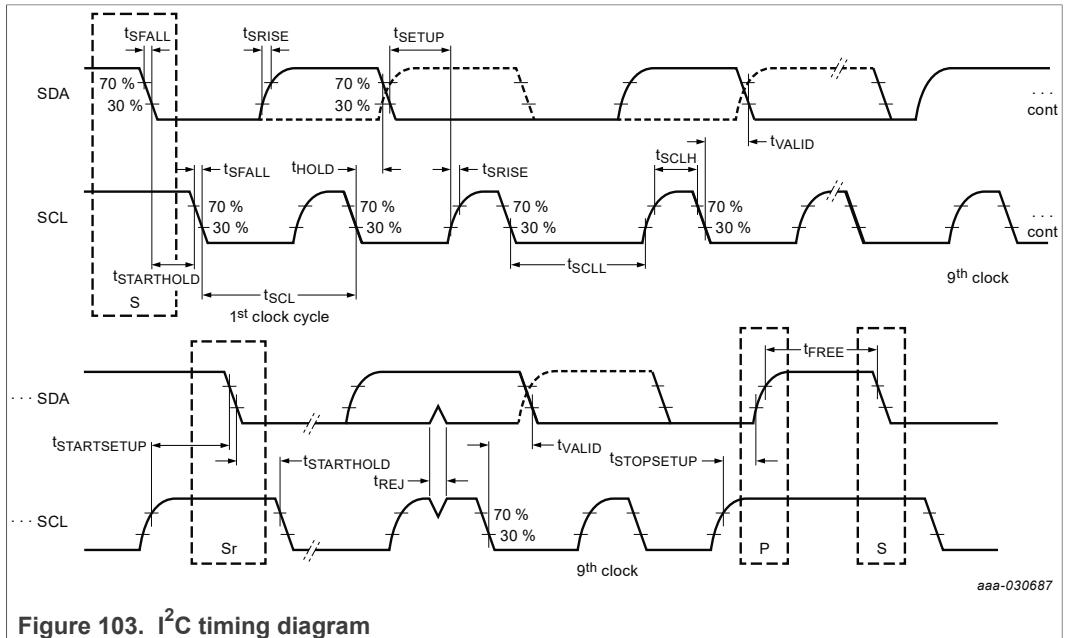 tSFALL tSRISE tSETUP
SDA 70 % 30 % 70 % 30 % · · · cont
tVALID
tSFALL tHOLD tSRISE tSCLH
SCL 70 % 30 % 70 % 30 % 70 % 30 % 70 % 30 % · · · cont
tSTARTHOLD tSCLL
S tSCL 9th clock
1st clock cycle
tFREE
· · · SDA
tSTARTSETUP tSTARTHOLD tVALID tSTOPSETUP
tREJ
· · · SCL 70 % 30 %
Sr P S
9th clock
aaa-030687
Figure 103. I2C timing diagram